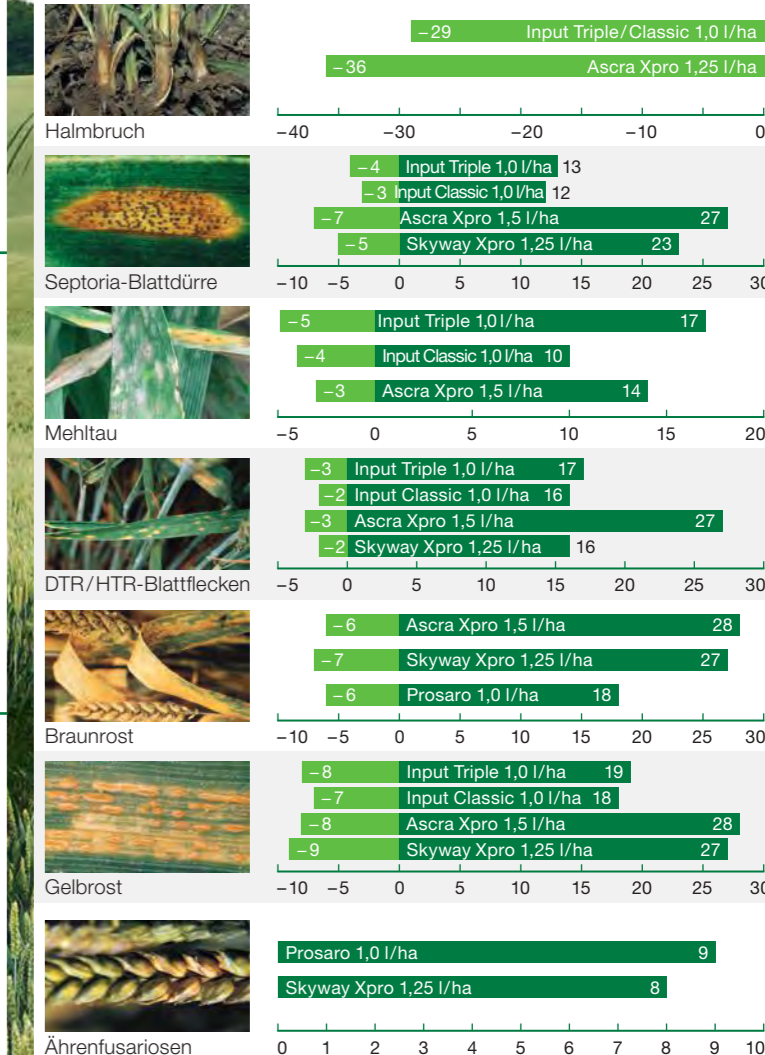 −29 Input Triple/Classic 1,0 l/ha
−36 Ascra Xpro 1,25 l/ha
Halmbruch
−40 −30 −20 −10 0
−4 Input Triple 1,0 l/ha 13
−3 Input Classic 1,0 l/ha 12
−7 Ascra Xpro 1,5 l/ha 27
−5 Skyway Xpro 1,25 l/ha 23
Septoria-Blattdürre
−10 −5 0 5 10 15 20 25 30
−5 Input Triple 1,0 l/ha 17
−4 Input Classic 1,0 l/ha 10
−3 Ascra Xpro 1,5 l/ha 14
Mehltau
−5 0 5 10 15 20
−3 Input Triple 1,0 l/ha 17
−2 Input Classic 1,0 l/ha 16
−3 Ascra Xpro 1,5 l/ha 27
−2 Skyway Xpro 1,25 l/ha 16
DTR/HTR-Blattflecken
−5 0 5 10 15 20 25 30
−6 Ascra Xpro 1,5 l/ha 28
−7 Skyway Xpro 1,25 l/ha 27
−6 Prosaro 1,0 l/ha 18
Braunrost
−10 −5 0 5 10 15 20 25 30
−8 Input Triple 1,0 l/ha 19
−7 Input Classic 1,0 l/ha 18
−8 Ascra Xpro 1,5 l/ha 28
−9 Skyway Xpro 1,25 l/ha 27
Gelbrost
−10 −5 0 5 10 15 20 25 30
Prosaro 1,0 l/ha 9
Skyway Xpro 1,25 l/ha 8
Ährenfusariosen
0 1 2 3 4 5 6 7 8 9 10